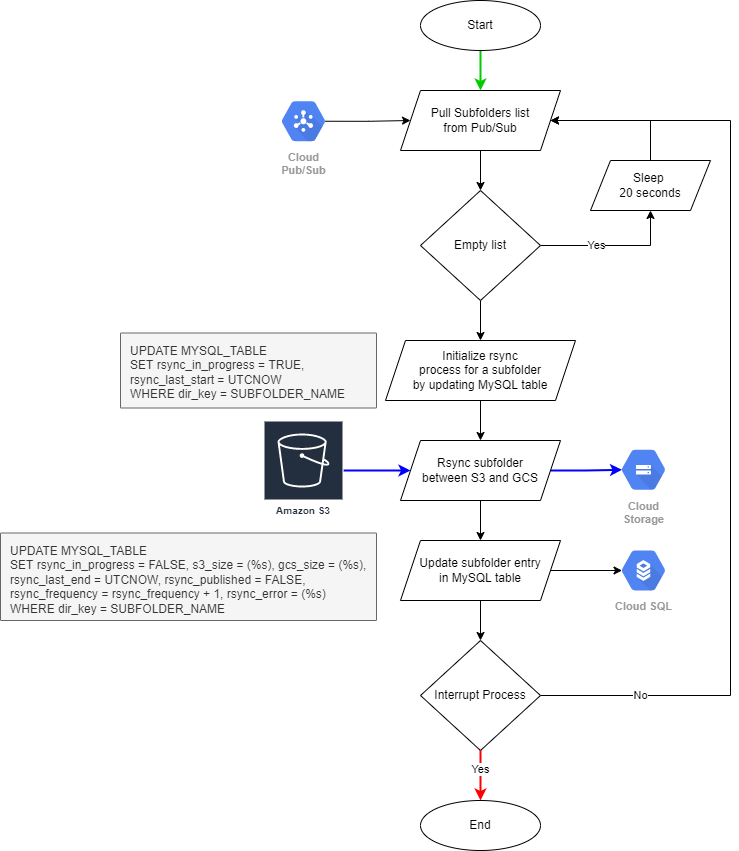 Start
Pull Subfolders list
from Pub/Sub
Cloud
Pub/Sub
Sleep
20 seconds
Empty list
Yes
UPDATE MYSQL_TABLE
SET rsync_in_progress = TRUE,
rsync_last_start = UTCNOW
WHERE dir_key = SUBFOLDER_NAME
Initialize rsync
process for a subfolder
by updating MySQL table
Amazon S3
Rsync subfolder
between S3 and GCS
Cloud
Storage
UPDATE MYSQL_TABLE
SET rsync_in_progress = FALSE, s3_size = (%s), gcs_size = (%s),
rsync_last_end = UTCNOW, rsync_published = FALSE,
rsync_frequency = rsync_frequency + 1, rsync_error = (%s)
WHERE dir_key = SUBFOLDER_NAME
Update subfolder entry
in MySQL table
Cloud SQL
Interrupt Process
No
Yes
End